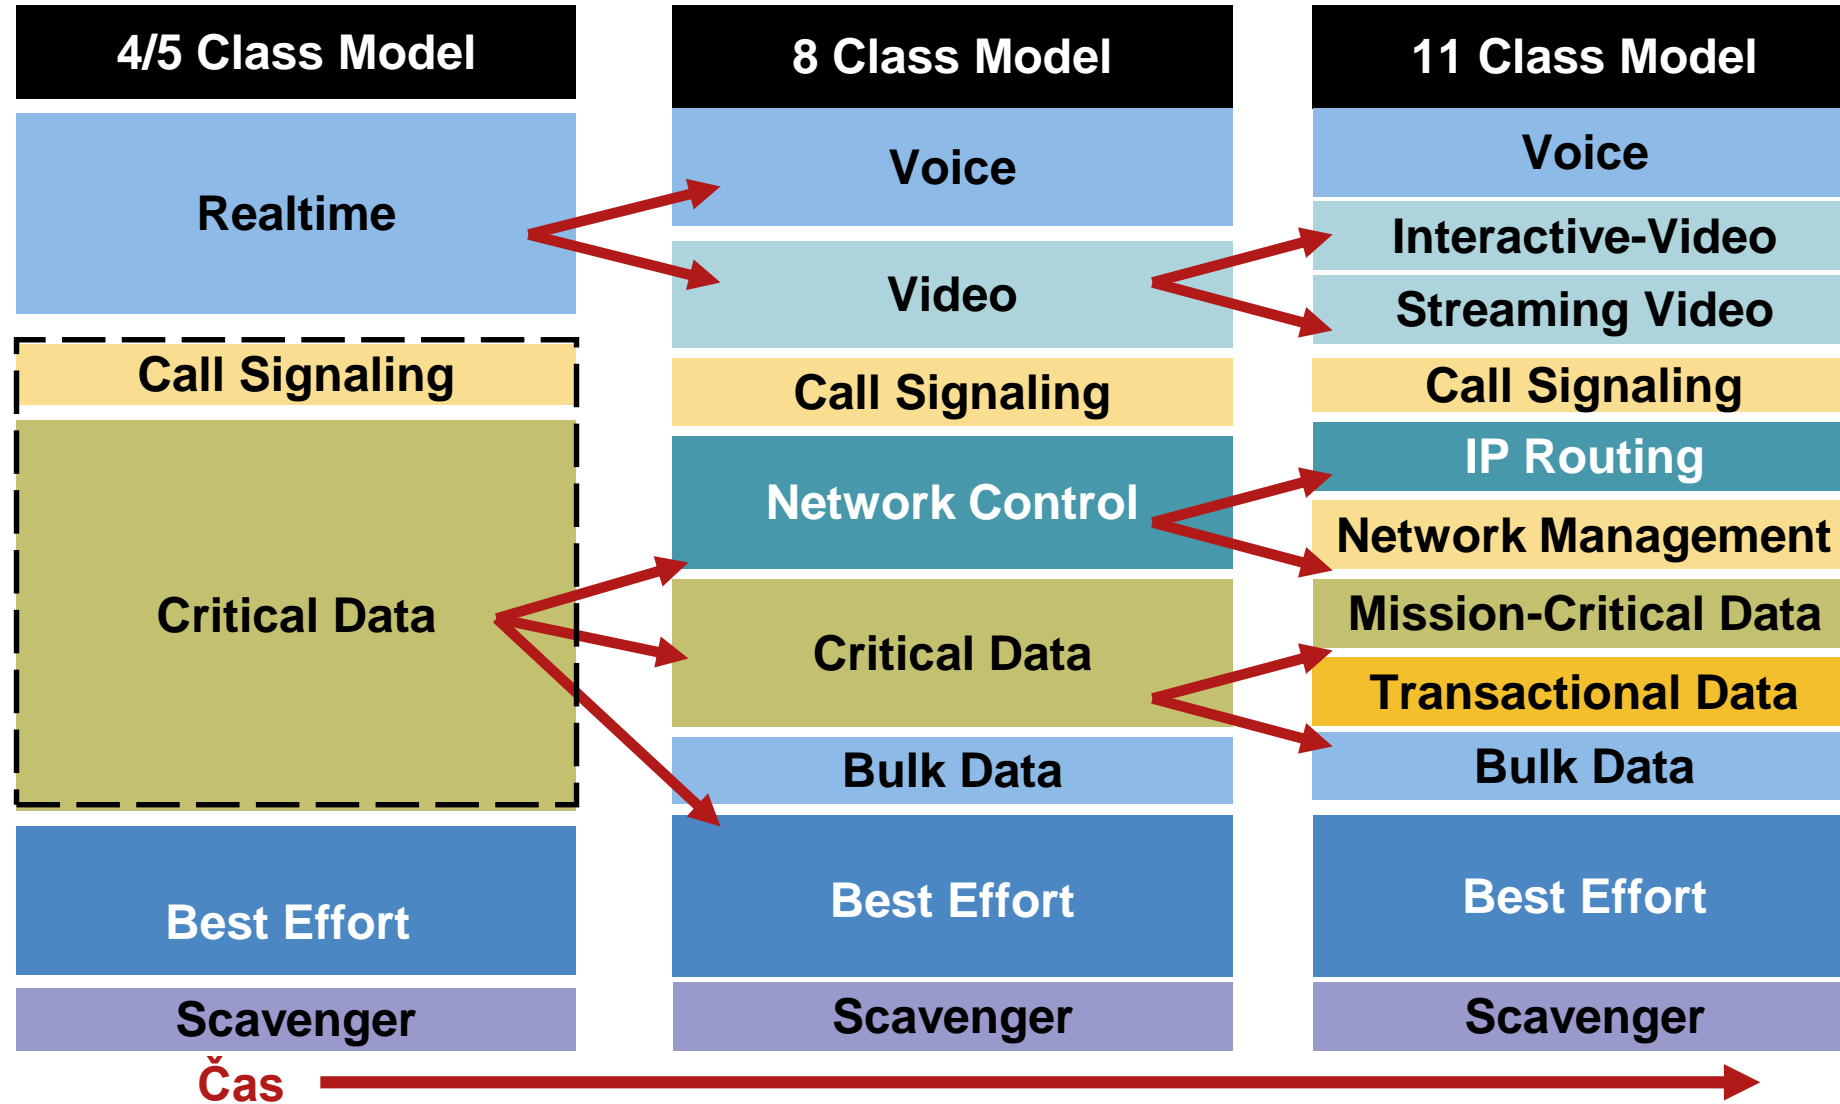 4/5 Class Model
Realtime
Call Signaling
Critical Data
Best Effort
Scavenger
8 Class Model
Voice
Video
Call Signaling
Network Control
Critical Data
Bulk Data
Best Effort
Scavenger
11 Class Model
Voice
Interactive-Video
Streaming Video
Call Signaling
IP Routing
Network Management
Mission-Critical Data
Transactional Data
Bulk Data
Best Effort
Scavenger
Čas